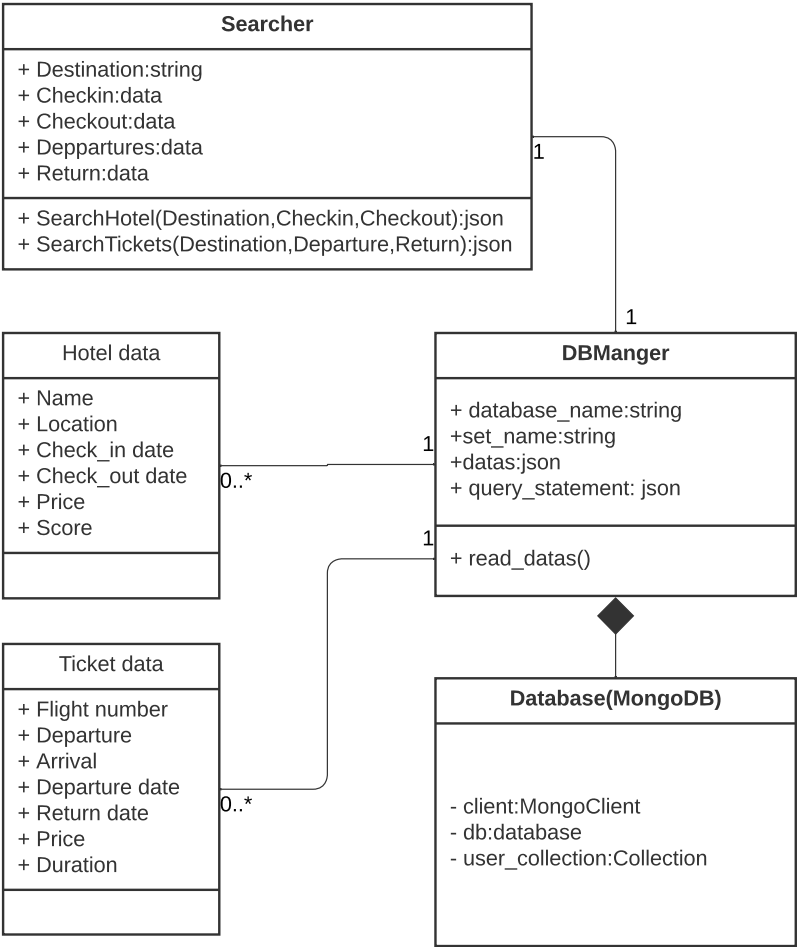 Searcher
+ Destination:string
+ Checkin:data
+ Checkout:data
+ Deppartures:data
+ Return:data
+ SearchHotel(Destination,Checkin,Checkout):json
+ SearchTickets(Destination,Departure,Return):json
1
1
Hotel data
+ Name
+ Location
+ Check_in date
+ Check_out date
+ Price
+ Score
0..*
1
DBManger
+ database_name:string
+set_name:string
+datas:json
+ query_statement: json
+ read_datas()
1
Ticket data
+ Flight number
+ Departure
+ Arrival
+ Departure date
+ Return date
+ Price
+ Duration
0..*
Database(MongoDB)
- client:MongoClient
- db:database
- user_collection:Collection